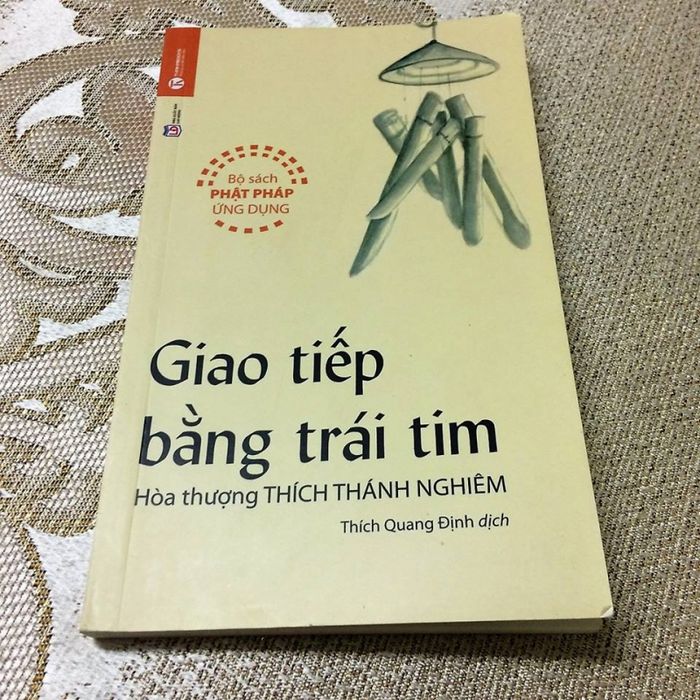 Bộ sách
PHẬT PHÁP
ỨNG DỤNG
Giao tiếp
bằng trái tim
Hòa thượng THÍCH THÁNH NGHIÊM
Thích Quang Định dịch